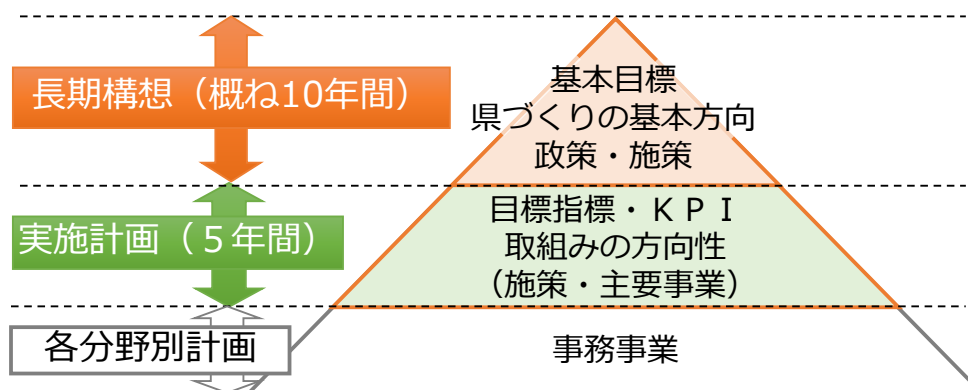 長期構想（概ね10年間）
基本目標
県づくりの基本方向
政策・施策
実施計画（５年間）
目標指標・ＫＰＩ
取組みの方向性
（施策・主要事業）
各分野別計画
事務事業